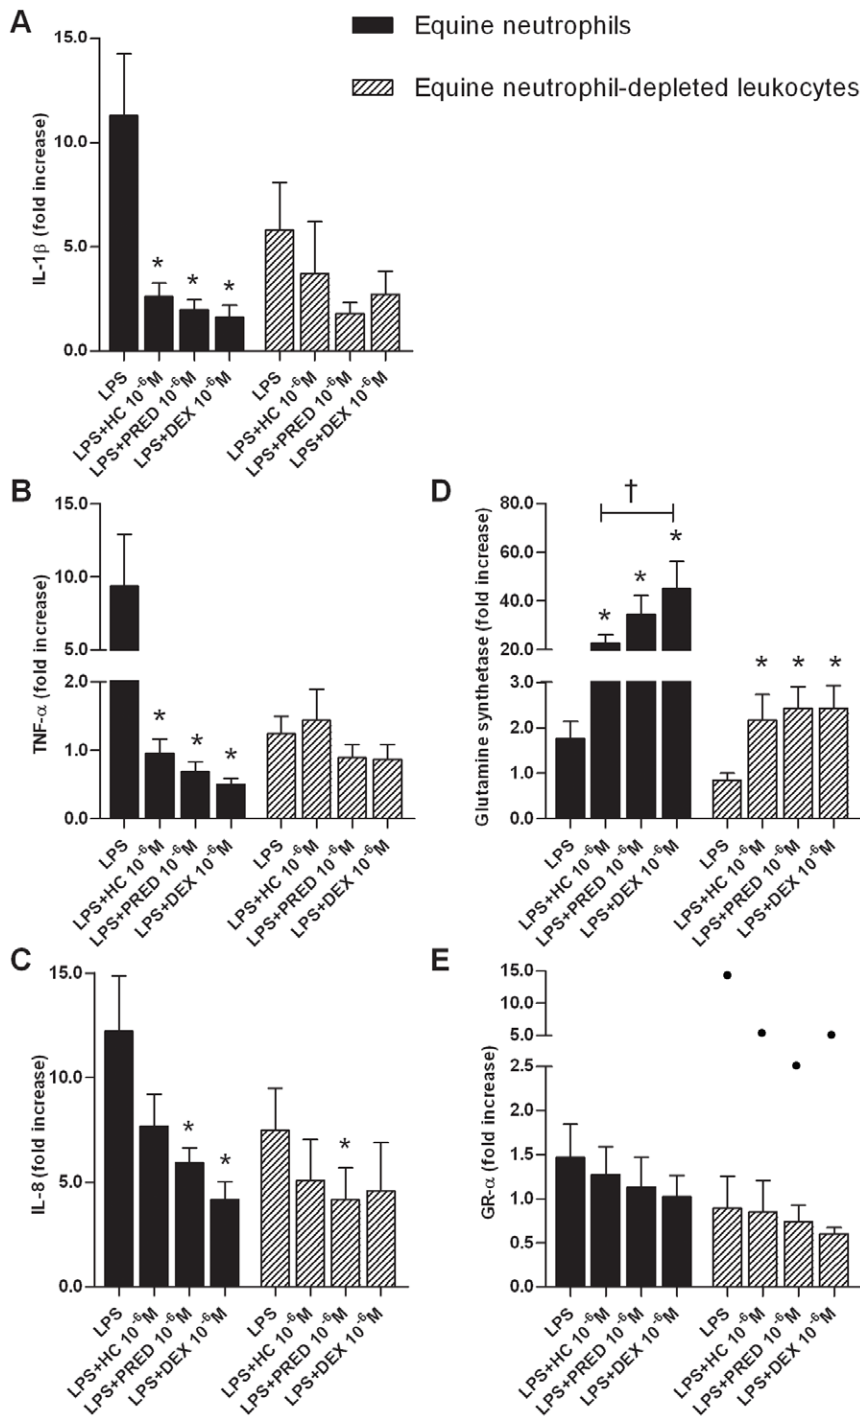 A
Equine neutrophils
Equine neutrophil-depleted leukocytes
IL-1β (fold increase)
15.0
10.0
5.0
0.0
* * *
LPS
LPS+HC 10⁻⁶M
LPS+PRED 10⁻⁶M
LPS+DEX 10⁻⁶M
LPS
LPS+HC 10⁻⁶M
LPS+PRED 10⁻⁶M
LPS+DEX 10⁻⁶M
B
TNF-α (fold increase)
15.0
10.0
5.0
2.0
1.0
0.0
* * *
LPS
LPS+HC 10⁻⁶M
LPS+PRED 10⁻⁶M
LPS+DEX 10⁻⁶M
LPS
LPS+HC 10⁻⁶M
LPS+PRED 10⁻⁶M
LPS+DEX 10⁻⁶M
D
Glutamine synthetase (fold increase)
80.0
60.0
40.0
20.0
3.0
2.0
1.0
0.0
†
* * *
* * *
LPS
LPS+HC 10⁻⁶M
LPS+PRED 10⁻⁶M
LPS+DEX 10⁻⁶M
LPS
LPS+HC 10⁻⁶M
LPS+PRED 10⁻⁶M
LPS+DEX 10⁻⁶M
C
IL-8 (fold increase)
15.0
10.0
5.0
0.0
* *
*
LPS
LPS+HC 10⁻⁶M
LPS+PRED 10⁻⁶M
LPS+DEX 10⁻⁶M
LPS
LPS+HC 10⁻⁶M
LPS+PRED 10⁻⁶M
LPS+DEX 10⁻⁶M
E
GR-α (fold increase)
15.0
10.0
5.0
2.5
2.0
1.5
1.0
0.5
0.0
LPS
LPS+HC 10⁻⁶M
LPS+PRED 10⁻⁶M
LPS+DEX 10⁻⁶M
LPS
LPS+HC 10⁻⁶M
LPS+PRED 10⁻⁶M
LPS+DEX 10⁻⁶M